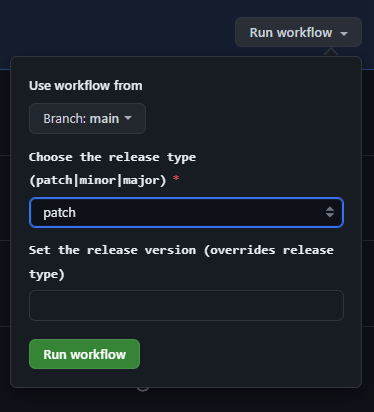 Run workflow
Use workflow from
Branch: main
Choose the release type
(patch|minor|major) *
patch
Set the release version (overrides release
type)
Run workflow